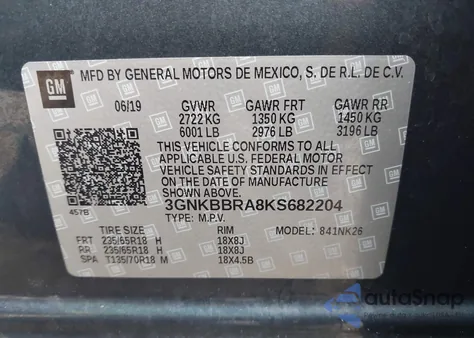 GM
MFD BY GENERAL MOTORS DE MEXICO, S. DE R.L. DE C.V.
06/19 GVWR GAWR FRT GAWR RR
2722 KG 1350 KG 1450 KG
6001 LB 2976 LB 3196 LB
THIS VEHICLE CONFORMS TO ALL
APPLICABLE U.S. FEDERAL MOTOR
VEHICLE SAFETY STANDARDS IN EFFECT
ON THE DATE OF MANUFACTURE SHOWN ABOVE.
457B 3GNKBBRA8KS682204
TYPE: M.P.V.
TIRE SIZE RIM 841NK26
FRT 235/65R18 H 18X8J
RR 235/65R18 H 18X8J
SPA T135/70R18 M 18X4.5B
autoSnap